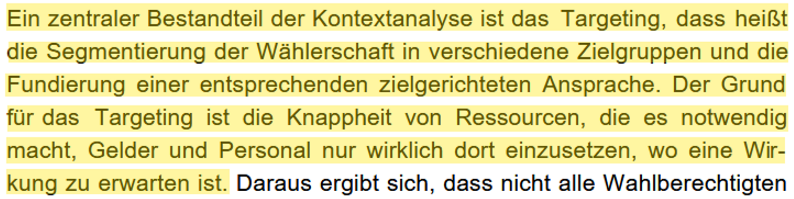 Ein zentraler Bestandteil der Kontextanalyse ist das Targeting, dass heißt
die Segmentierung der Wählerschaft in verschiedene Zielgruppen und die
Fundierung einer entsprechenden zielgerichteten Ansprache. Der Grund
für das Targeting ist die Knappheit von Ressourcen, die es notwendig
macht, Gelder und Personal nur wirklich dort einzusetzen, wo eine Wir-
kung zu erwarten ist. Daraus ergibt sich, dass nicht alle Wahlberechtigten